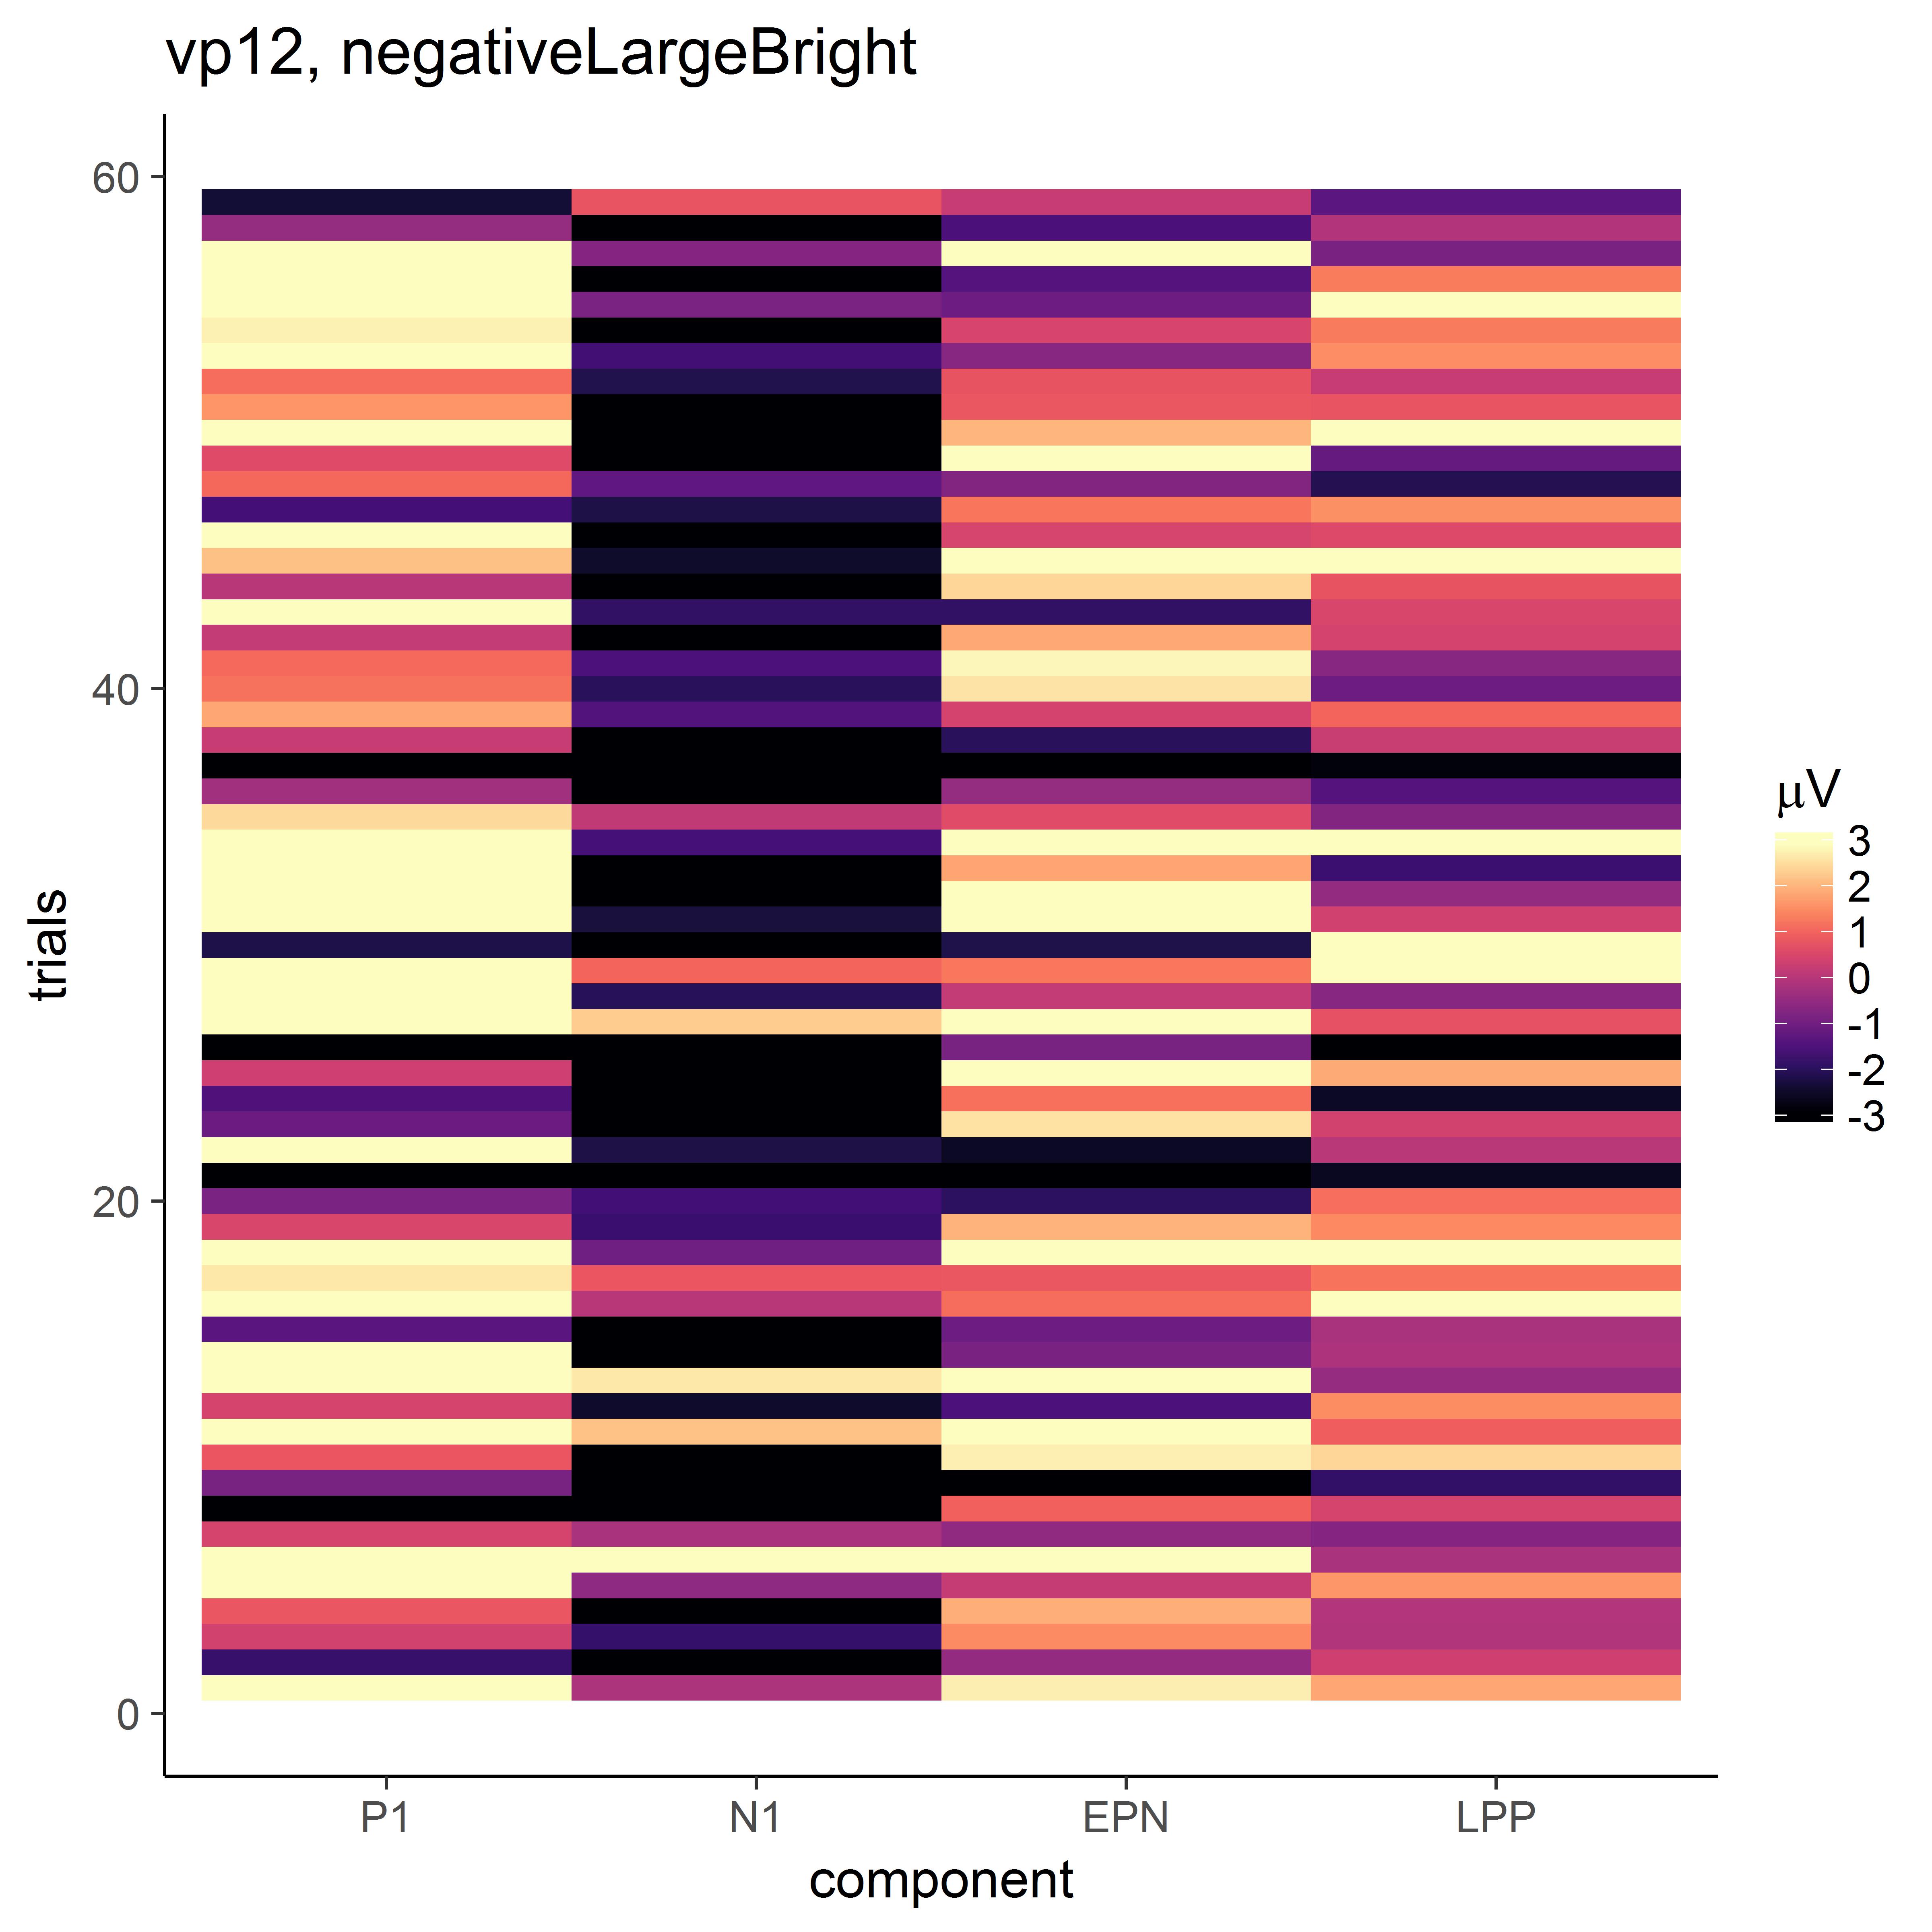 vp12, negativeLargeBright
60
40
20
0
trials
P1 N1 EPN LPP
component
μV
3
2
1
0
-1
-2
-3